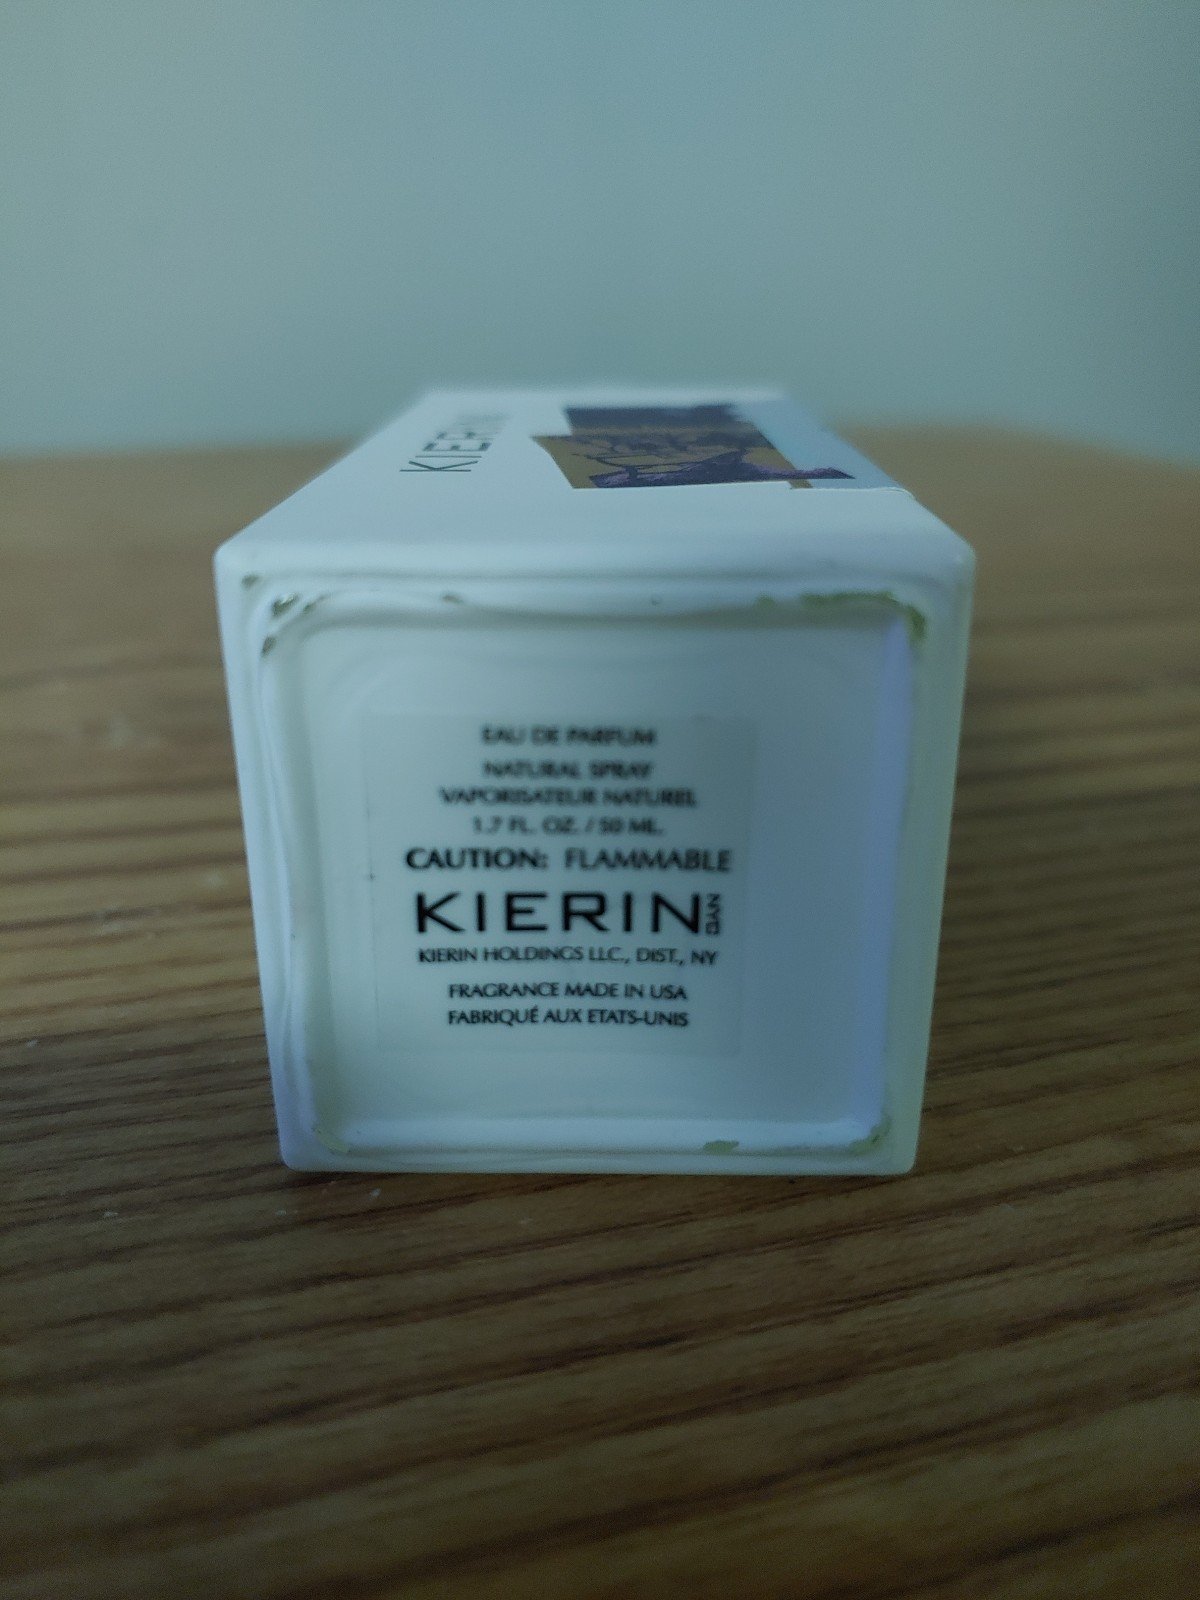 KIERIN
EAU DE PARFUM
NATURAL SPRAY
VAPORISATEUR NATUREL
1.7 FL. OZ. / 50 ML.
CAUTION: FLAMMABLE
KIERIN NYC
KIERIN HOLDINGS LLC., DIST., NY
FRAGRANCE MADE IN USA
FABRIQUÉ AUX ETATS-UNIS